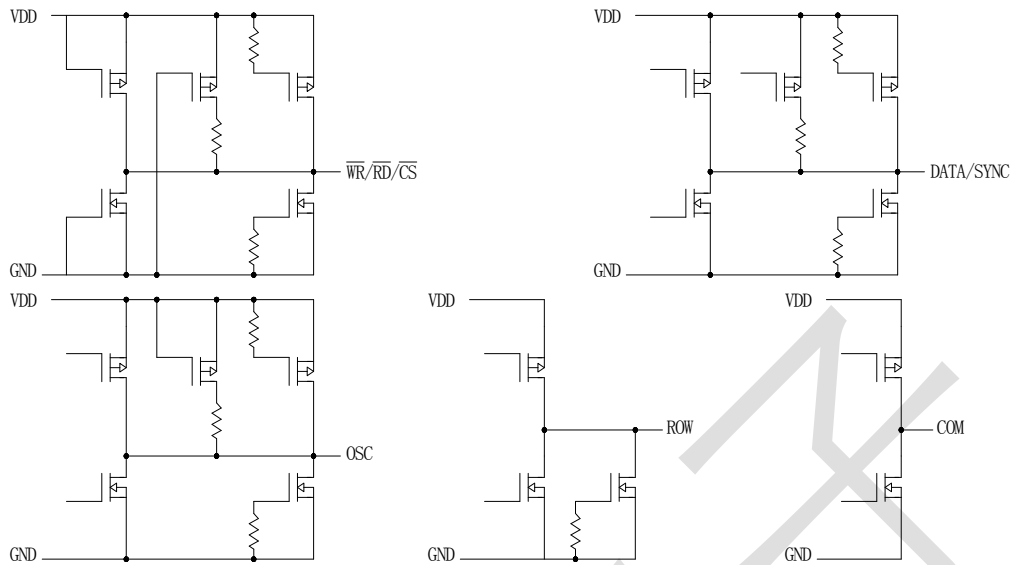 VDD
WR/RD/CS
GND
VDD
DATA/SYNC
GND
VDD
OSC
GND
VDD
ROW
GND
VDD
COM
GND